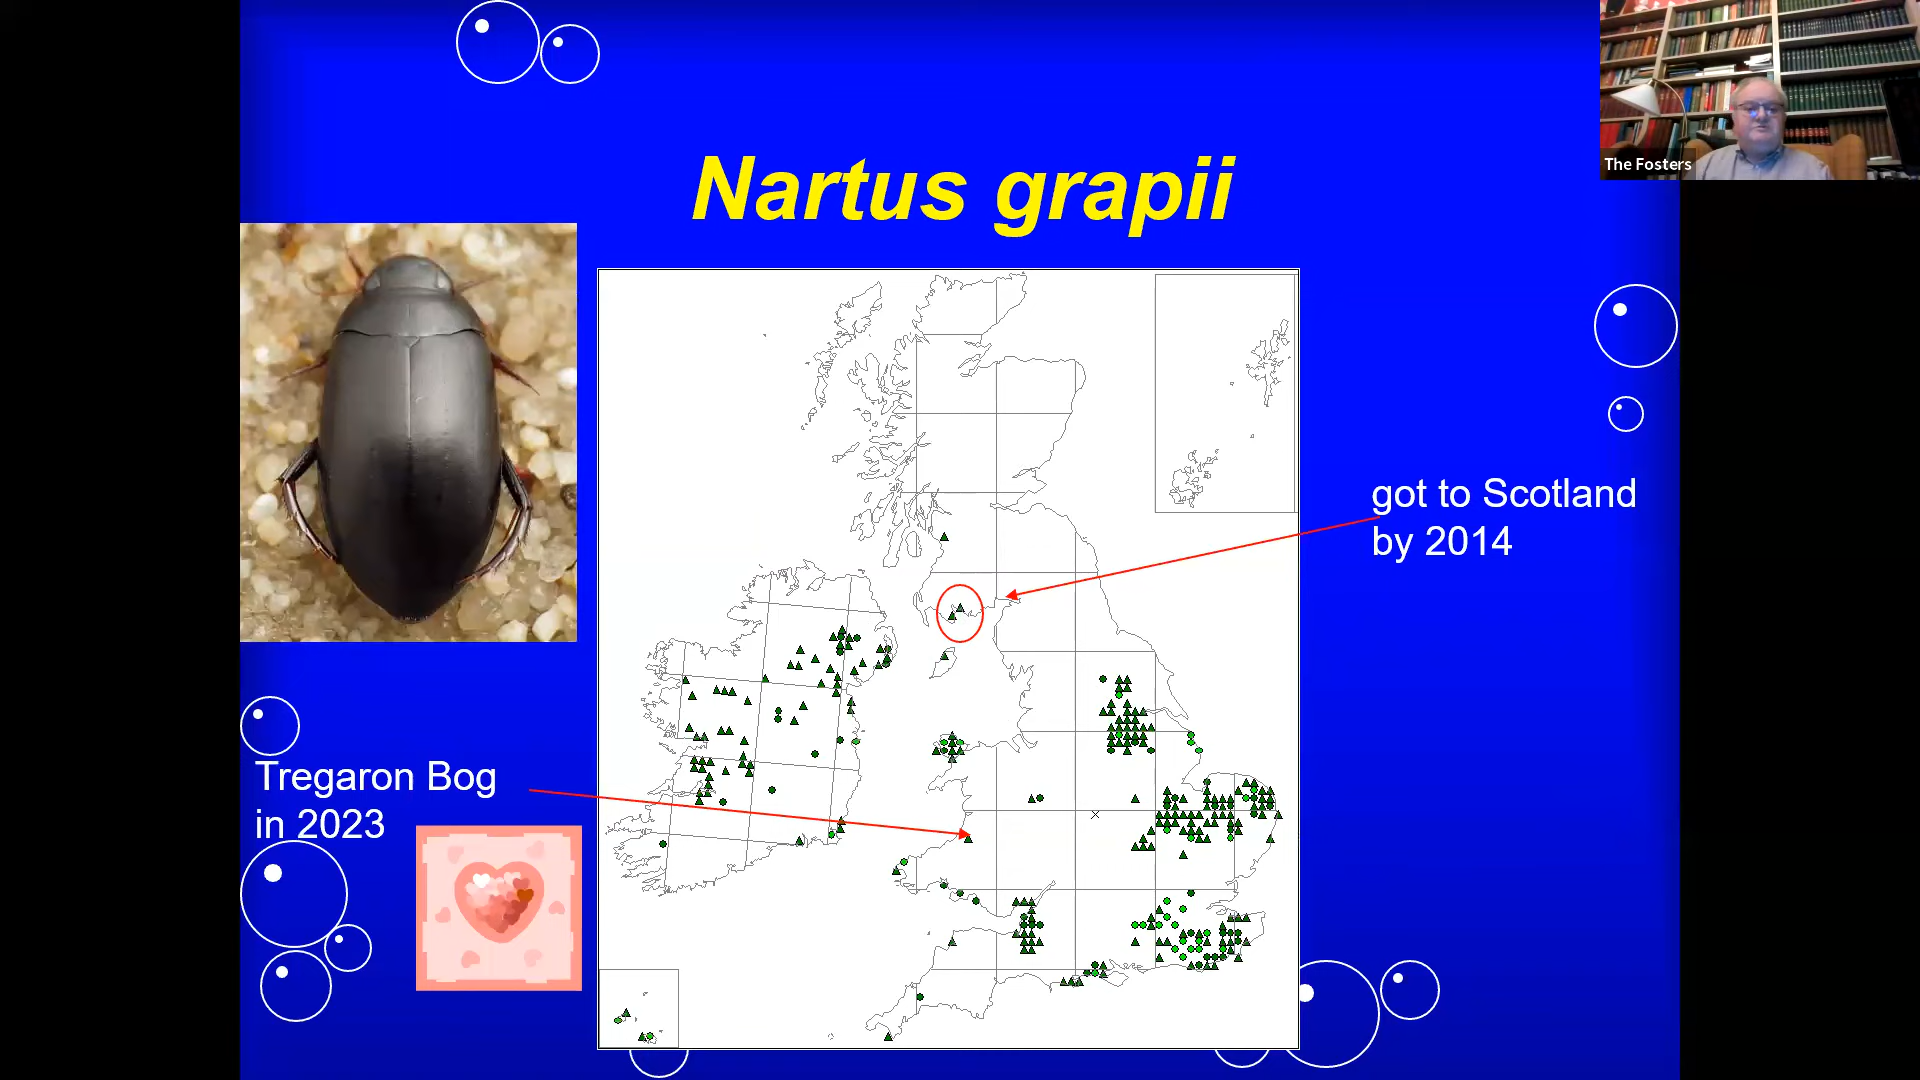 The Fosters
Nartus grapii
got to Scotland
by 2014
Tregaron Bog
in 2023